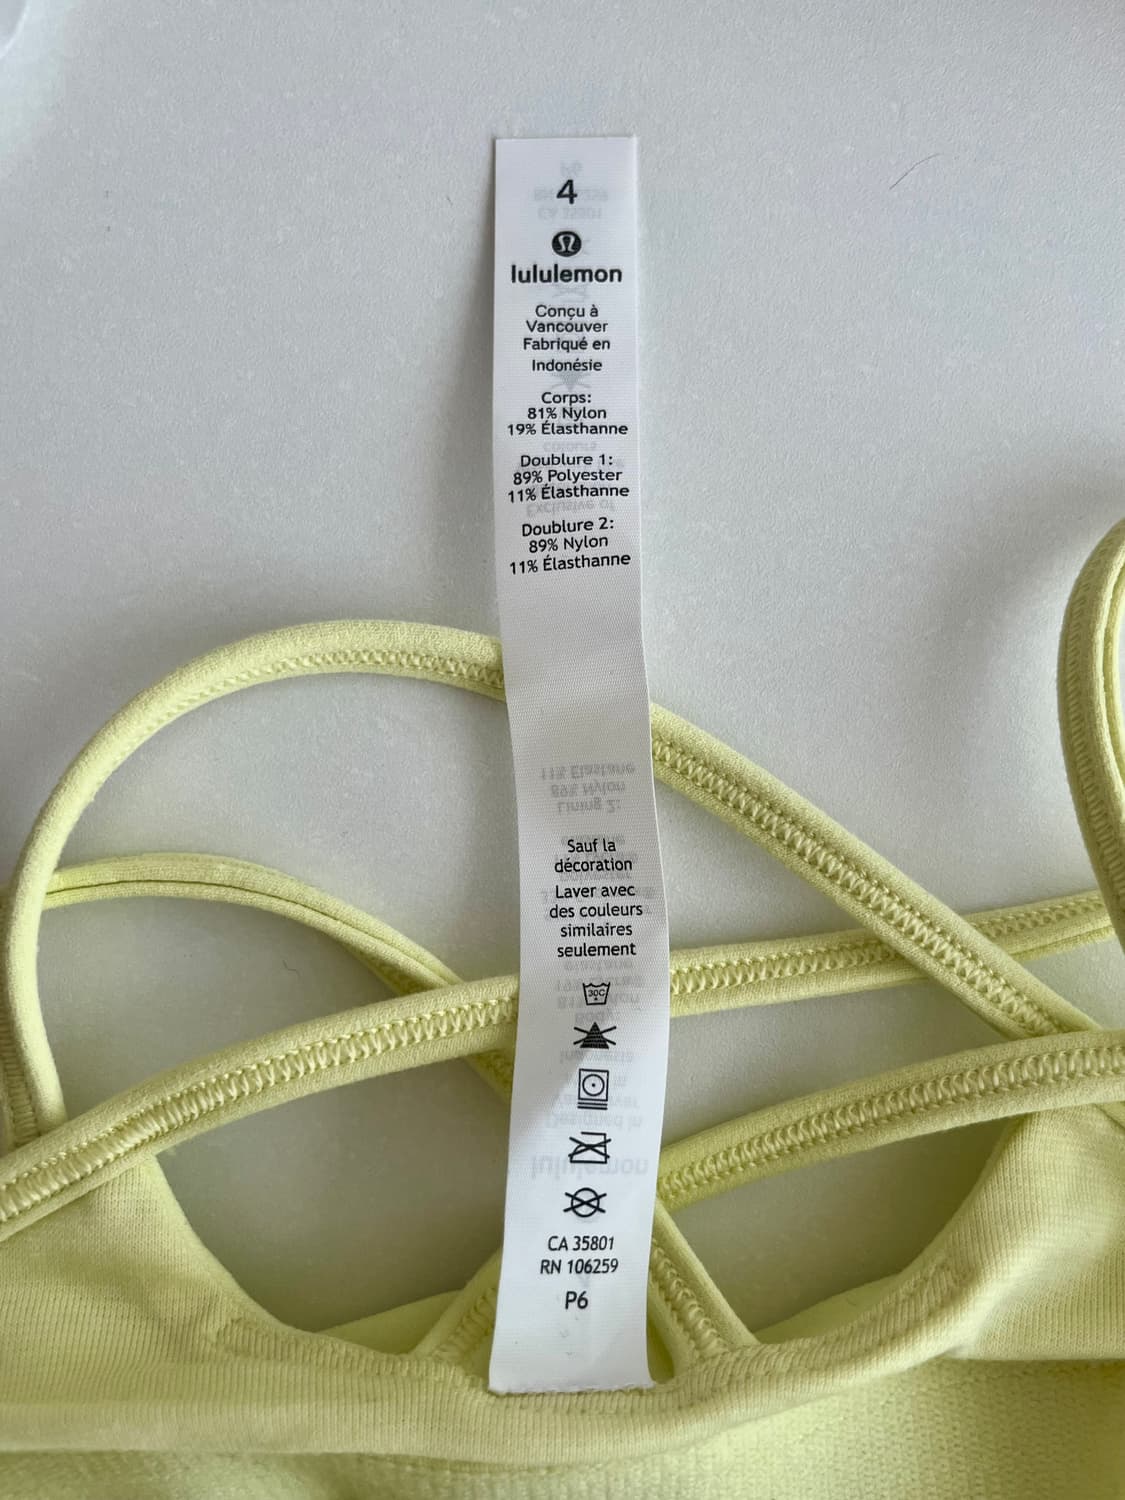 4
lululemon
Conçu à
Vancouver
Fabriqué en
Indonésie
Corps:
81% Nylon
19% Élasthanne
Doublure 1:
89% Polyester
11% Élasthanne
Doublure 2:
89% Nylon
11% Élasthanne
Sauf la
décoration
Laver avec
des couleurs
similaires
seulement
30C
CA 35801
RN 106259
P6